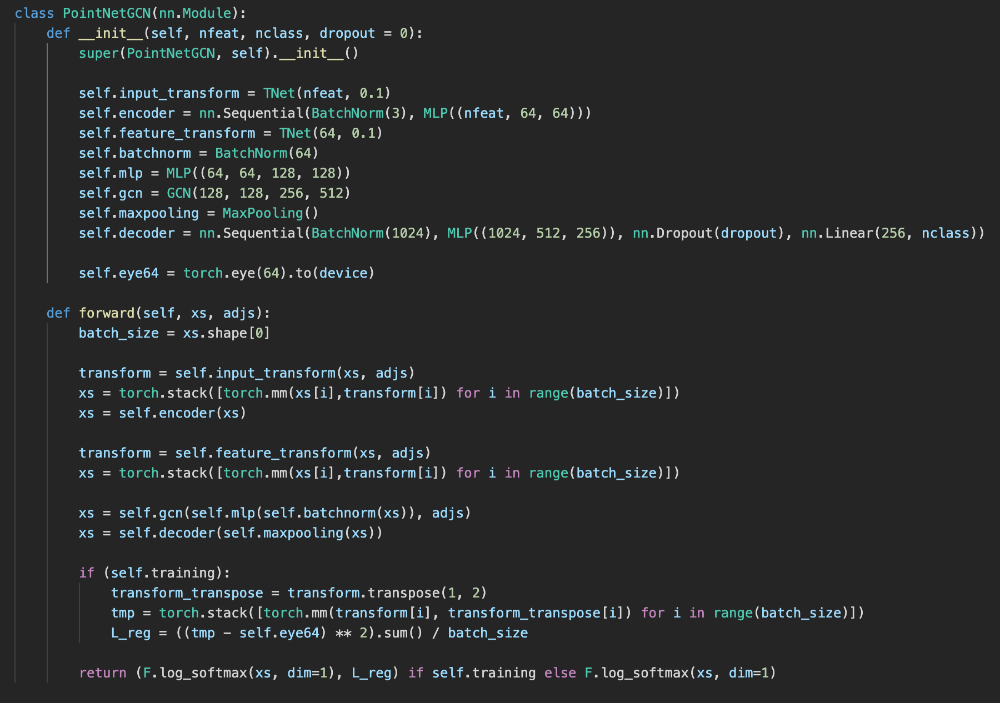 class PointNetGCN(nn.Module):
    def __init__(self, nfeat, nclass, dropout = 0):
        super(PointNetGCN, self).__init__()

        self.input_transform = TNet(nfeat, 0.1)
        self.encoder = nn.Sequential(BatchNorm(3), MLP((nfeat, 64, 64)))
        self.feature_transform = TNet(64, 0.1)
        self.batchnorm = BatchNorm(64)
        self.mlp = MLP((64, 64, 128, 128))
        self.gcn = GCN(128, 128, 256, 512)
        self.maxpooling = MaxPooling()
        self.decoder = nn.Sequential(BatchNorm(1024), MLP((1024, 512, 256)), nn.Dropout(dropout), nn.Linear(256, nclass))

        self.eye64 = torch.eye(64).to(device)

    def forward(self, xs, adjs):
        batch_size = xs.shape[0]

        transform = self.input_transform(xs, adjs)
        xs = torch.stack([torch.mm(xs[i],transform[i]) for i in range(batch_size)])
        xs = self.encoder(xs)

        transform = self.feature_transform(xs, adjs)
        xs = torch.stack([torch.mm(xs[i],transform[i]) for i in range(batch_size)])

        xs = self.gcn(self.mlp(self.batchnorm(xs)), adjs)
        xs = self.decoder(self.maxpooling(xs))

        if (self.training):
            transform_transpose = transform.transpose(1, 2)
            tmp = torch.stack([torch.mm(transform[i], transform_transpose[i]) for i in range(batch_size)])
            L_reg = ((tmp - self.eye64) ** 2).sum() / batch_size

        return (F.log_softmax(xs, dim=1), L_reg) if self.training else F.log_softmax(xs, dim=1)